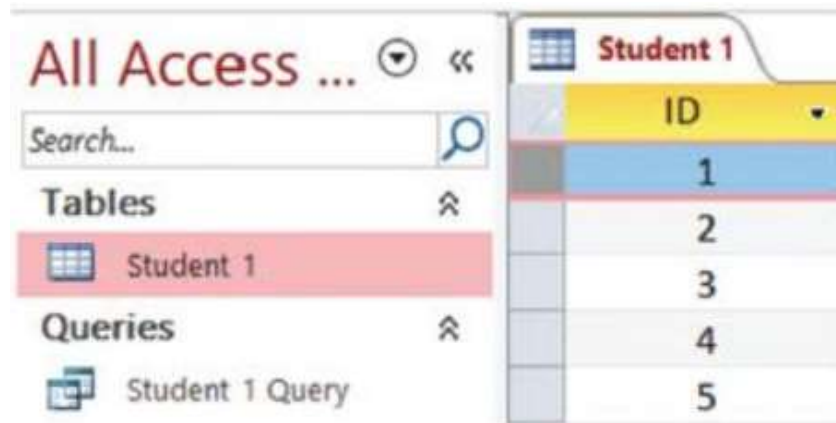 All Access ...
Search...
Tables
Student 1
Queries
Student 1 Query
Student 1
ID
1
2
3
4
5